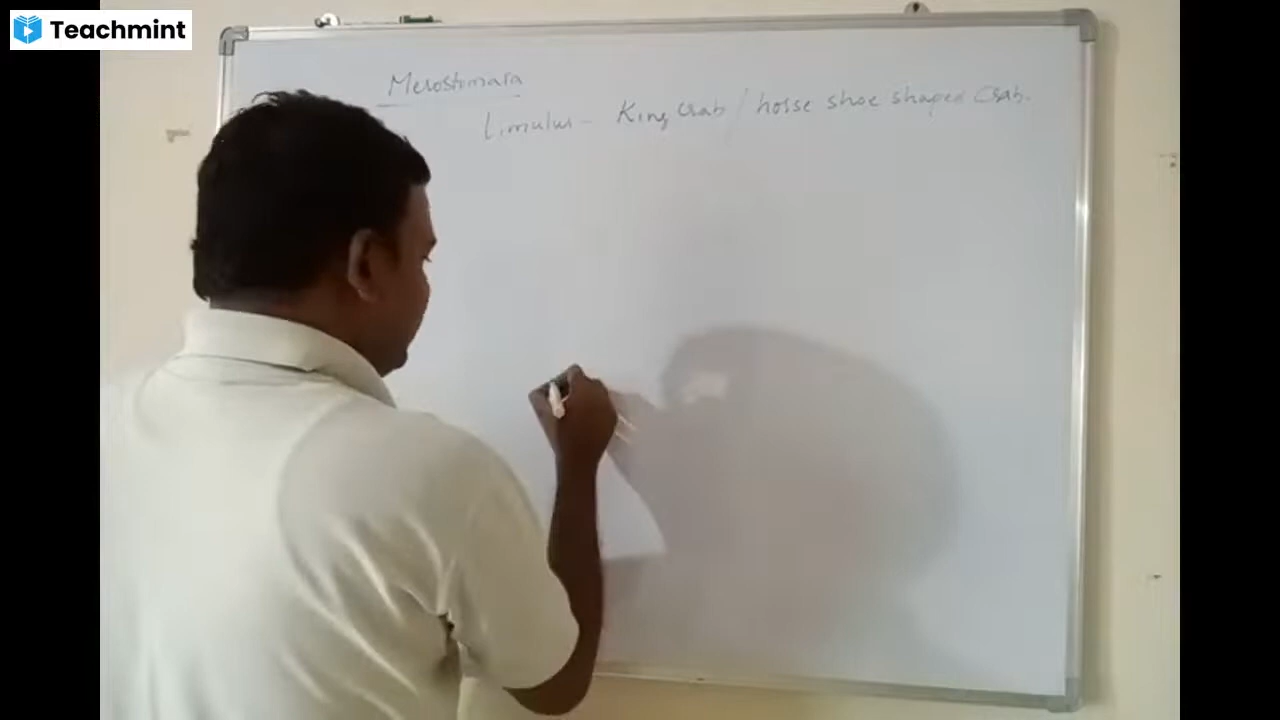 Teachmint
Merostomata
Limulus - King Crab / horse shoe shaped Crab.